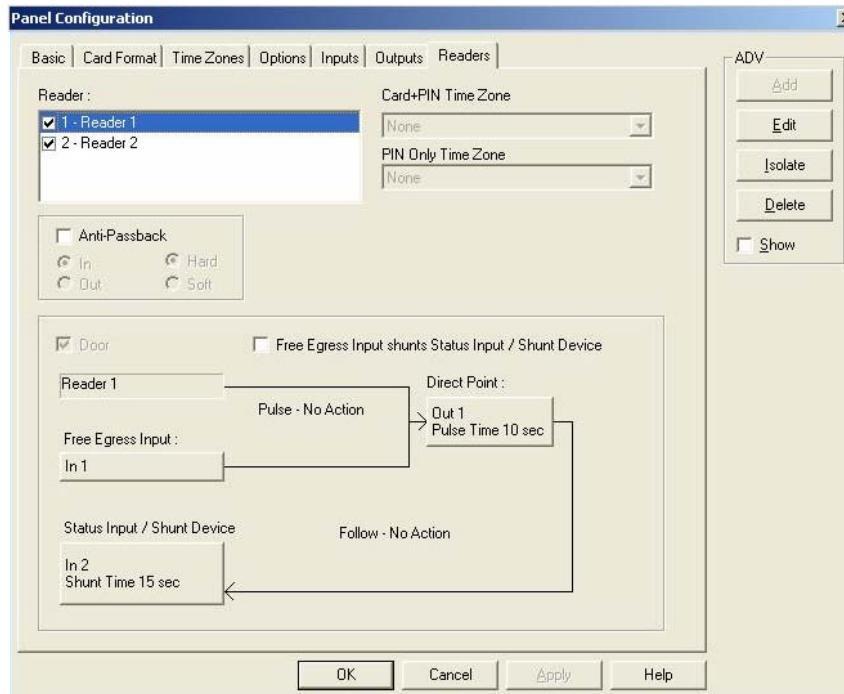 Panel Configuration
Basic
Card Format
Time Zones
Options
Inputs
Outputs
Readers
Reader :
1 - Reader 1
2 - Reader 2
Card+PIN Time Zone
None
PIN Only Time Zone
None
Anti-Passback
In
Hard
Out
Soft
Door
Free Egress Input shunts Status Input / Shunt Device
Reader 1
Pulse - No Action
Direct Point :
Out 1
Pulse Time 10 sec
Free Egress Input :
In 1
Status Input / Shunt Device
Follow - No Action
In 2
Shunt Time 15 sec
ADV
Add
Edit
Isolate
Delete
Show
OK
Cancel
Apply
Help